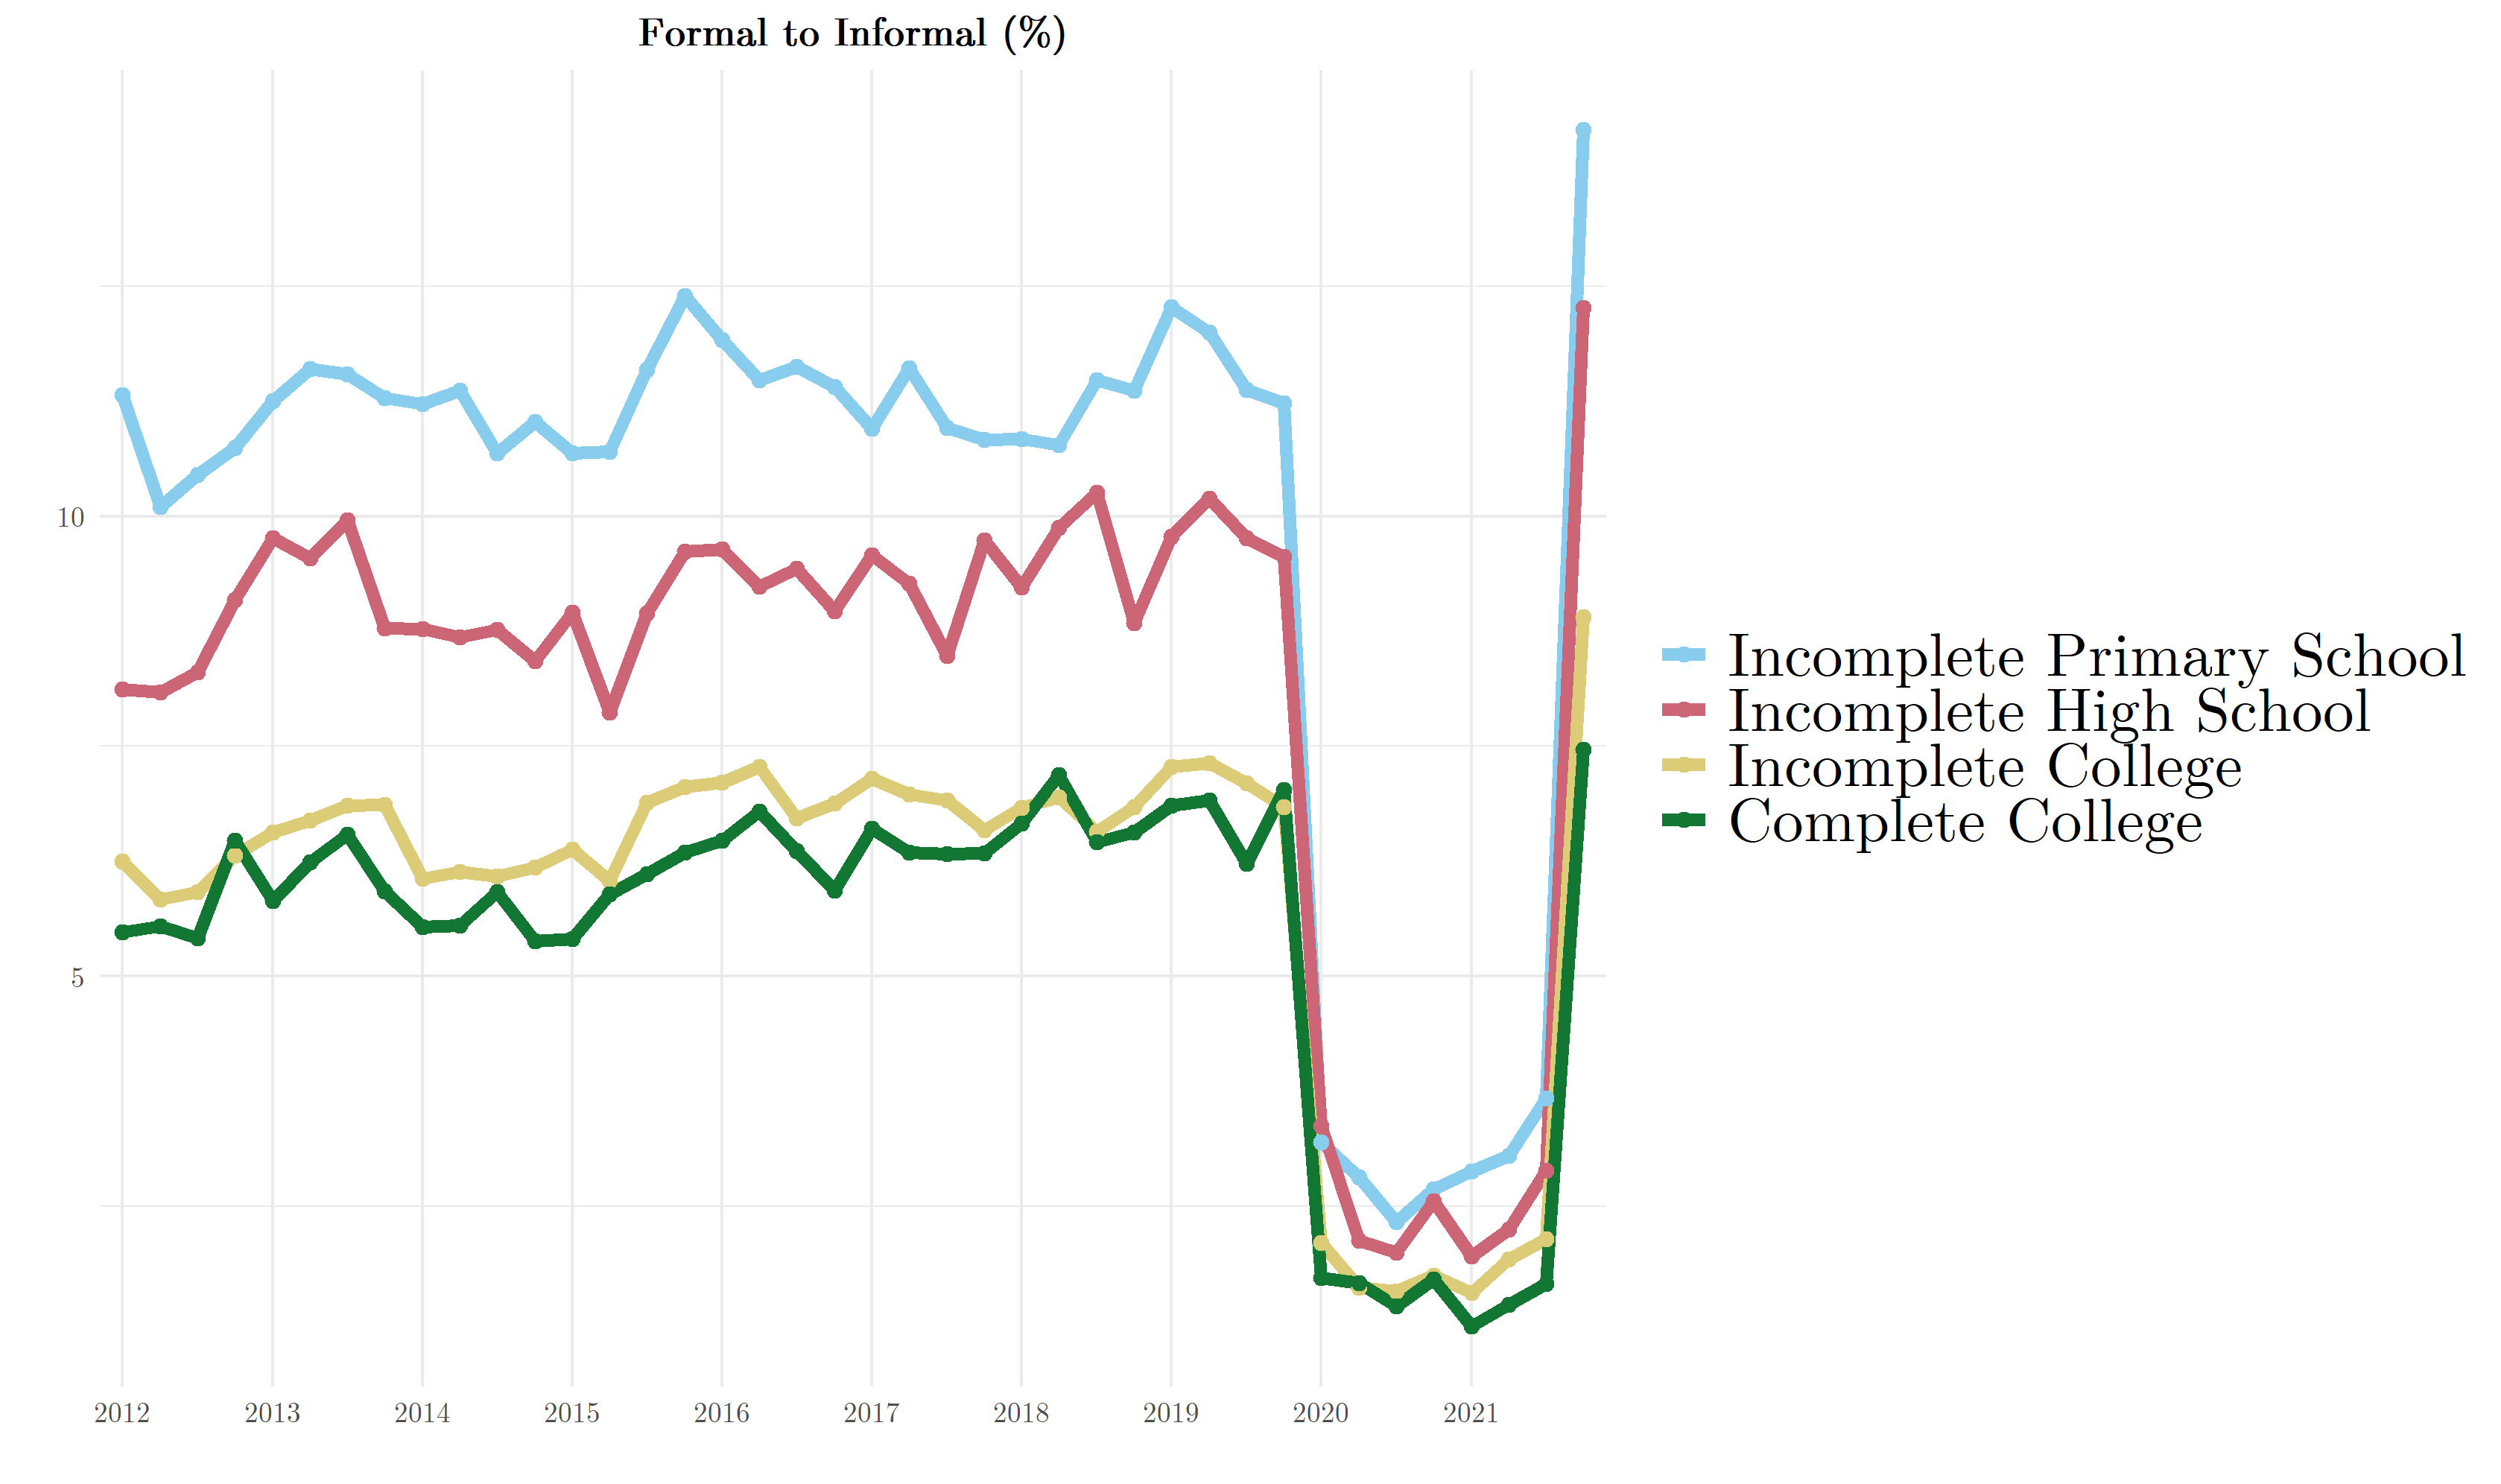 Formal to Informal (%)
10
5
2012 2013 2014 2015 2016 2017 2018 2019 2020 2021
Incomplete Primary School
Incomplete High School
Incomplete College
Complete College